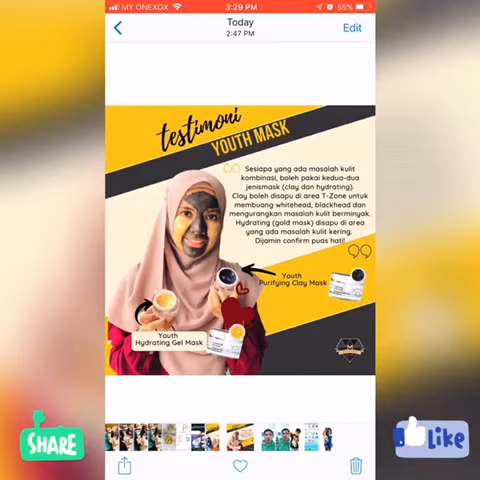 MY ONEXOX
3:29 PM
55%
Today
2:47 PM
Edit
testimoni
YOUTH MASK
Sesiapa yang ada masalah kulit
kombinasi, boleh pakai kedua-dua
jenismask (clay dan hydrating).
Clay boleh disapu di area T-Zone untuk
membuang whitehead, blackhead dan
mengurangkan masalah kulit berminyak.
Hydrating (gold mask) disapu di area
yang ada masalah kulit kering.
Dijamin confirm puas hati!
Youth
Purifying Clay Mask
Youth
Hydrating Gel Mask
SHARE
Like